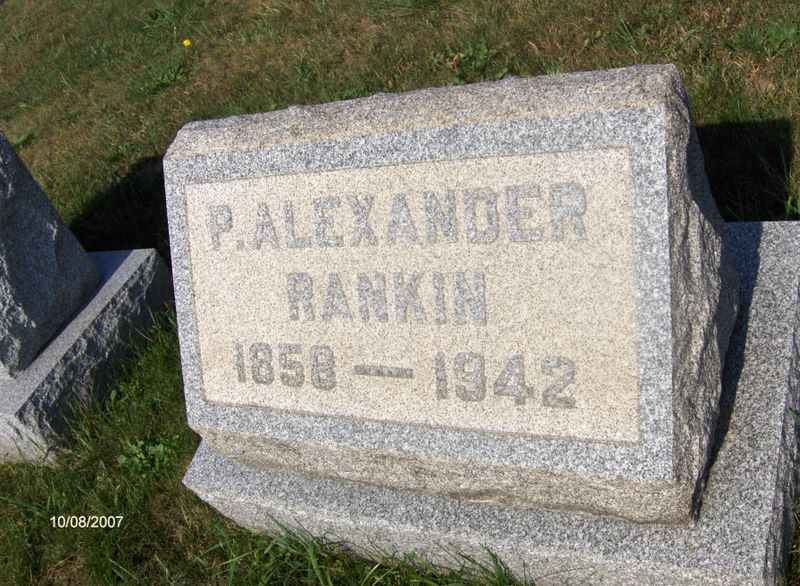 P. ALEXANDER
RANKIN
1858 — 1942
10/08/2007